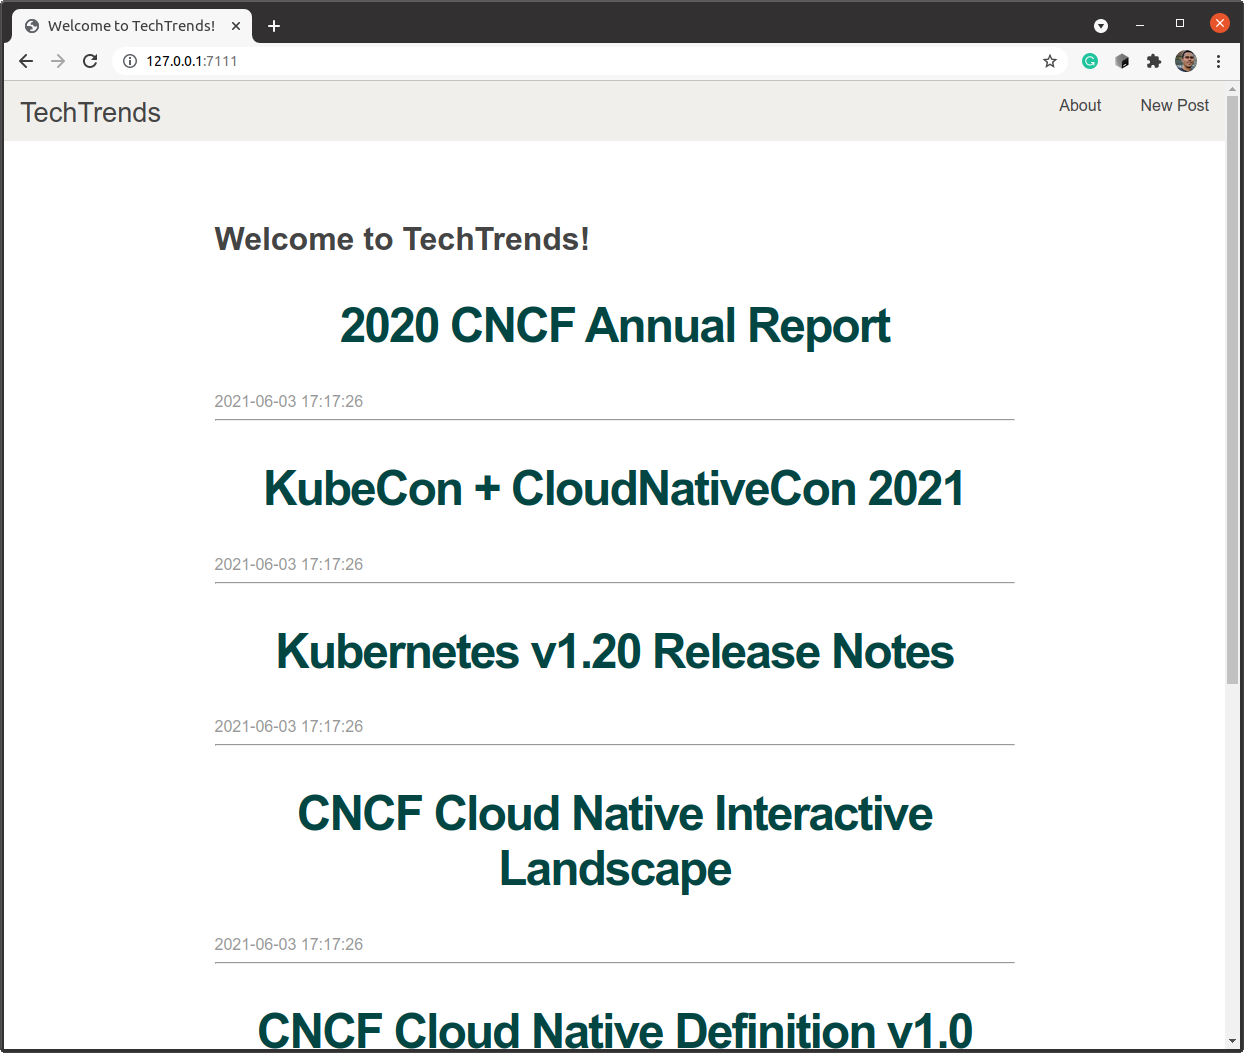 Welcome to TechTrends!
127.0.0.1:7111
TechTrends
About
New Post
Welcome to TechTrends!
2020 CNCF Annual Report
2021-06-03 17:17:26
KubeCon + CloudNativeCon 2021
2021-06-03 17:17:26
Kubernetes v1.20 Release Notes
2021-06-03 17:17:26
CNCF Cloud Native Interactive
Landscape
2021-06-03 17:17:26
CNCF Cloud Native Definition v1.0